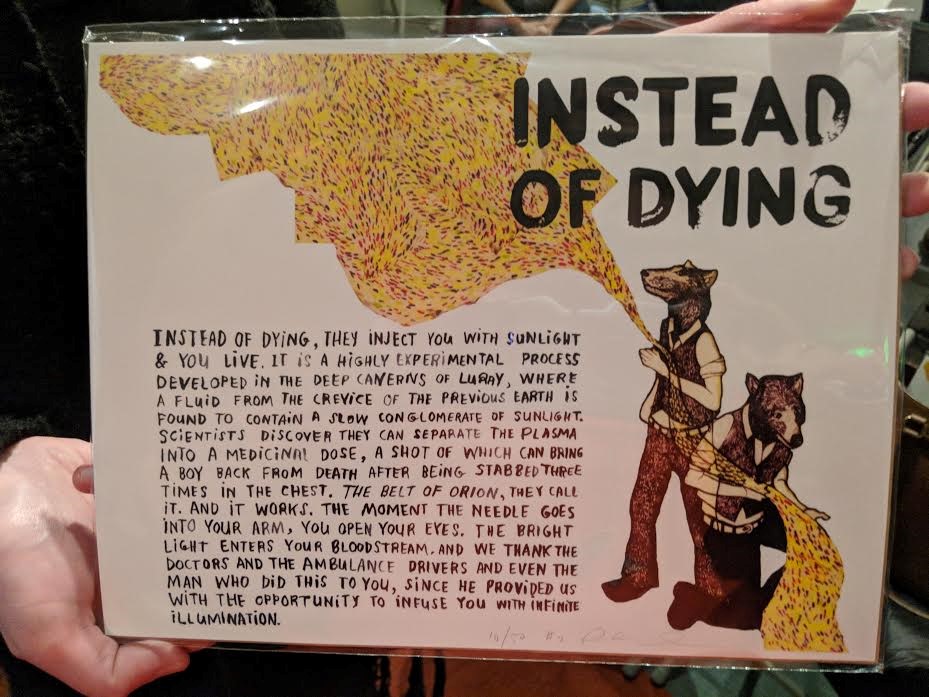 INSTEAD
OF DYING
INSTEAD OF DYING, THEY INJECT YOU WITH SUNLIGHT
& YOU LIVE. IT IS A HIGHLY EXPERIMENTAL PROCESS
DEVELOPED IN THE DEEP CAVERNS OF LURAY, WHERE
A FLUID FROM THE CREVICE OF THE PREVIOUS EARTH IS
FOUND TO CONTAIN A SLOW CONGLOMERATE OF SUNLIGHT.
SCIENTISTS DISCOVER THEY CAN SEPARATE THE PLASMA
INTO A MEDICINAL DOSE, A SHOT OF WHICH CAN BRING
A BOY BACK FROM DEATH AFTER BEING STABBED THREE
TIMES IN THE CHEST. THE BELT OF ORION, THEY CALL
IT. AND IT WORKS. THE MOMENT THE NEEDLE GOES
INTO YOUR ARM, YOU OPEN YOUR EYES. THE BRIGHT
LIGHT ENTERS YOUR BLOODSTREAM. AND WE THANK THE
DOCTORS AND THE AMBULANCE DRIVERS AND EVEN THE
MAN WHO DID THIS TO YOU, SINCE HE PROVIDED US
WITH THE OPPORTUNITY TO INFUSE YOU WITH INFINITE
ILLUMINATION.